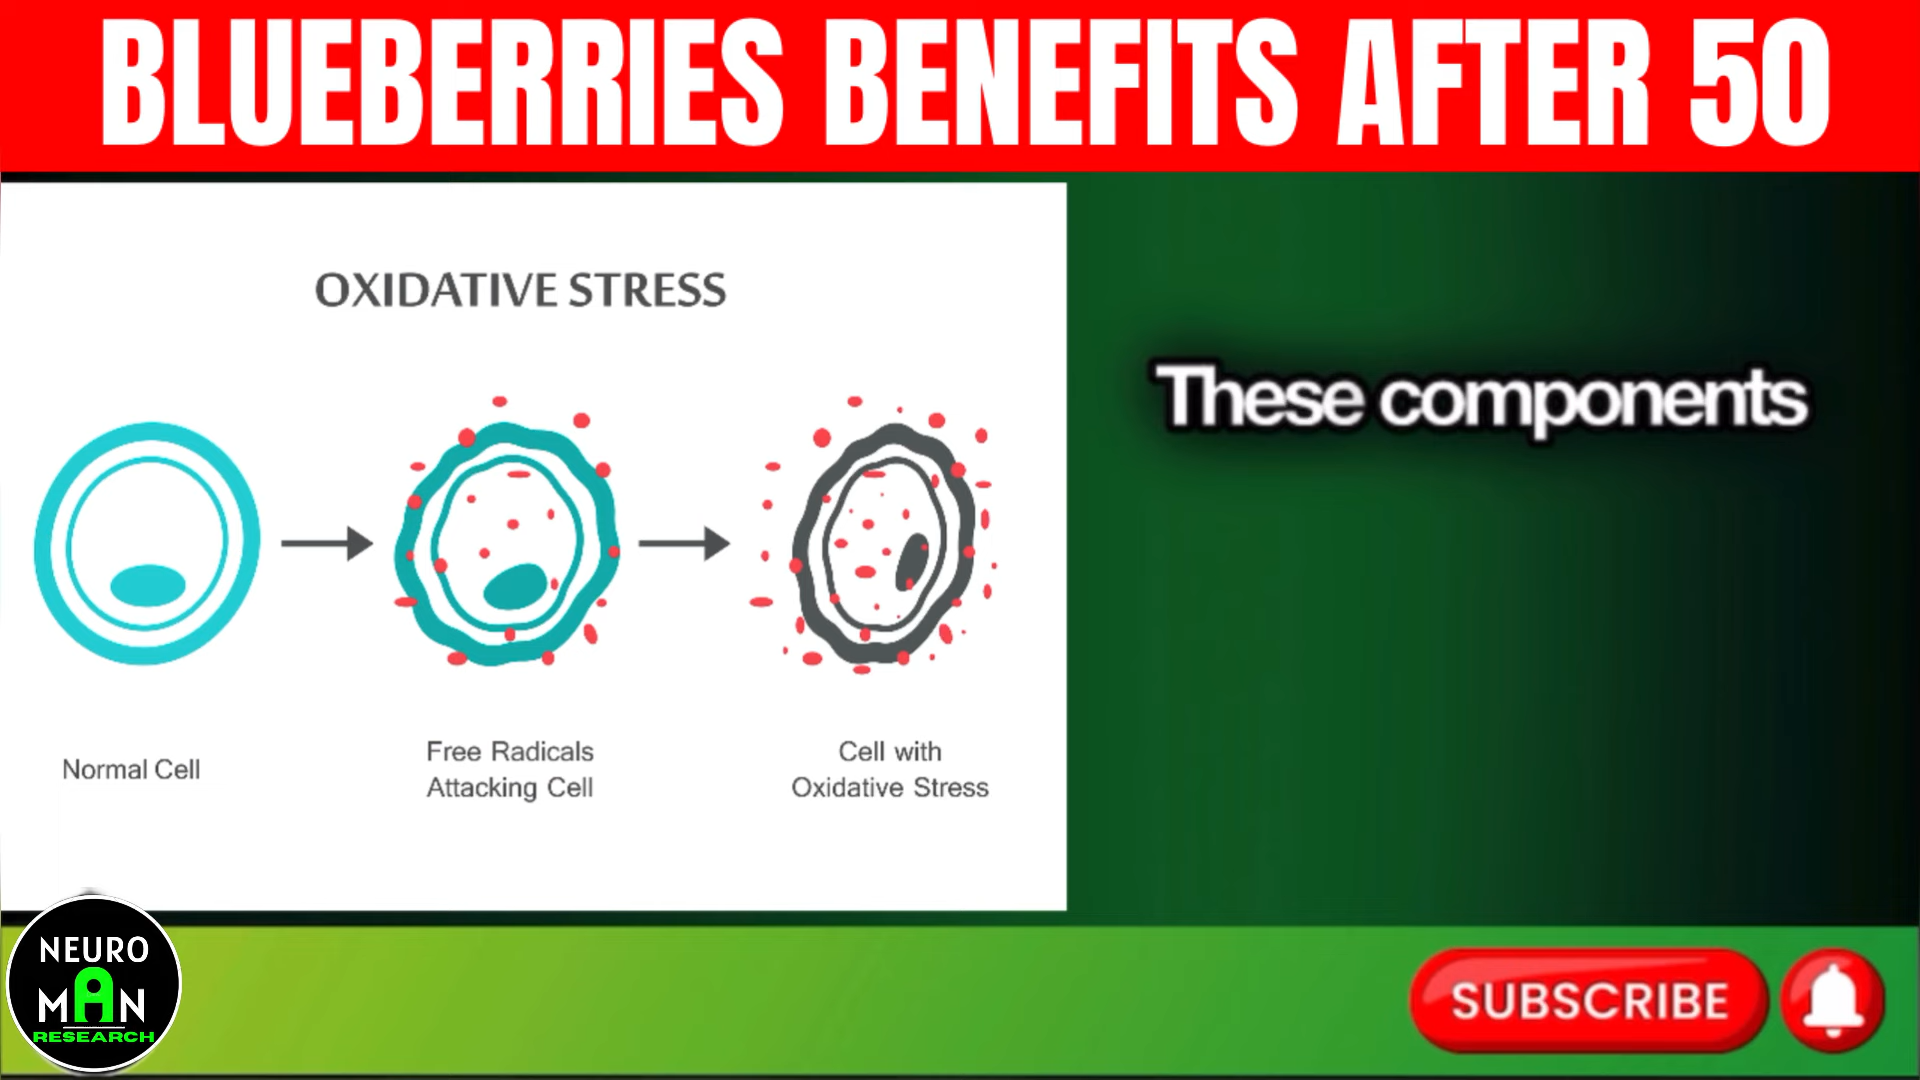 BLUEBERRIES BENEFITS AFTER 50
OXIDATIVE STRESS
These components
Normal Cell
Free Radicals
Attacking Cell
Cell with
Oxidative Stress
NEURO
MAN
RESEARCH
SUBSCRIBE